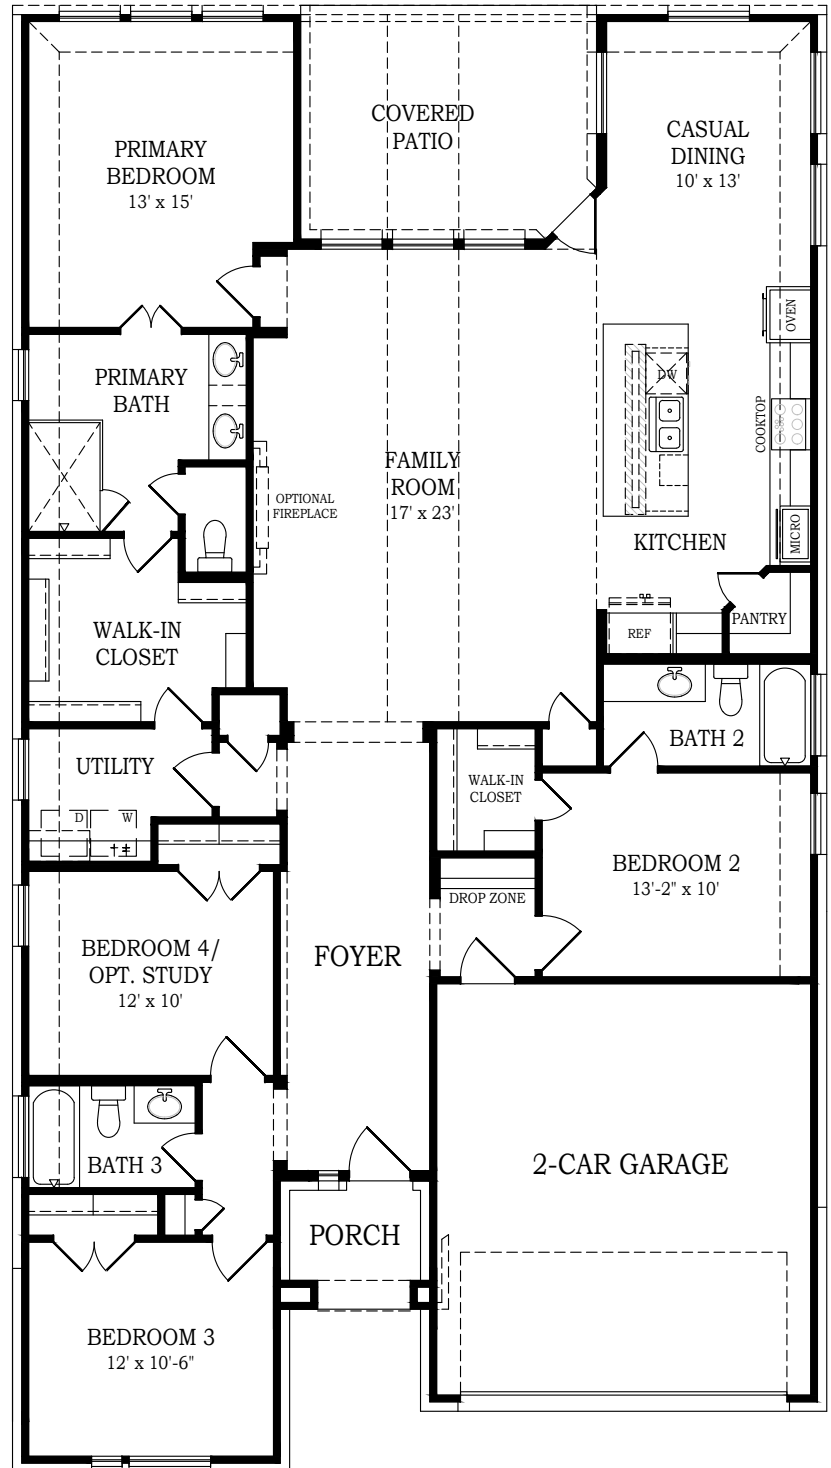 COVERED
PATIO
CASUAL
DINING
10' x 13'
PRIMARY
BEDROOM
13' x 15'
OVEN
PRIMARY
BATH
DW
COOKTOP
FAMILY
ROOM
17' x 23'
OPTIONAL
FIREPLACE
KITCHEN
MICRO
WALK-IN
CLOSET
REF
PANTRY
BATH 2
UTILITY
D
W
WALK-IN
CLOSET
BEDROOM 2
13'-2" x 10'
DROP ZONE
BEDROOM 4/
OPT. STUDY
12' x 10'
FOYER
BATH 3
2-CAR GARAGE
PORCH
BEDROOM 3
12' x 10'-6"